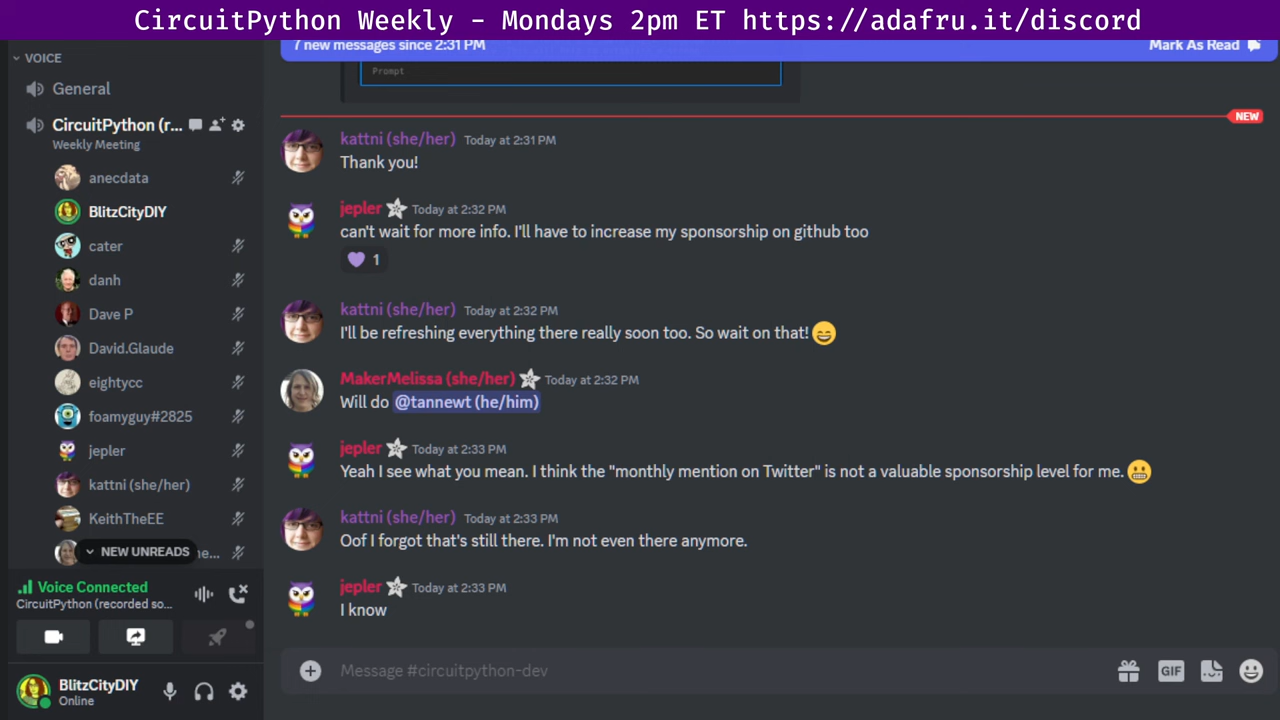 CircuitPython Weekly - Mondays 2pm ET https://adafru.it/discord
VOICE
General
CircuitPython (r...
Weekly Meeting
anecdata
BlitzCityDIY
cater
danh
Dave P
David.Glaude
eightycc
foamyguy#2825
jepler
kattni (she/her)
KeithTheEE
NEW UNREADS
ne...
Voice Connected
CircuitPython (recorded so...
BlitzCityDIY
Online
7 new messages since 2:31 PM
Mark As Read
Prompt
NEW
kattni (she/her) Today at 2:31 PM
Thank you!
jepler Today at 2:32 PM
can't wait for more info. I'll have to increase my sponsorship on github too
1
kattni (she/her) Today at 2:32 PM
I'll be refreshing everything there really soon too. So wait on that!
MakerMelissa (she/her) Today at 2:32 PM
Will do @tannewt (he/him)
jepler Today at 2:33 PM
Yeah I see what you mean. I think the "monthly mention on Twitter" is not a valuable sponsorship level for me.
kattni (she/her) Today at 2:33 PM
Oof I forgot that's still there. I'm not even there anymore.
jepler Today at 2:33 PM
I know
Message #circuitpython-dev
GIF